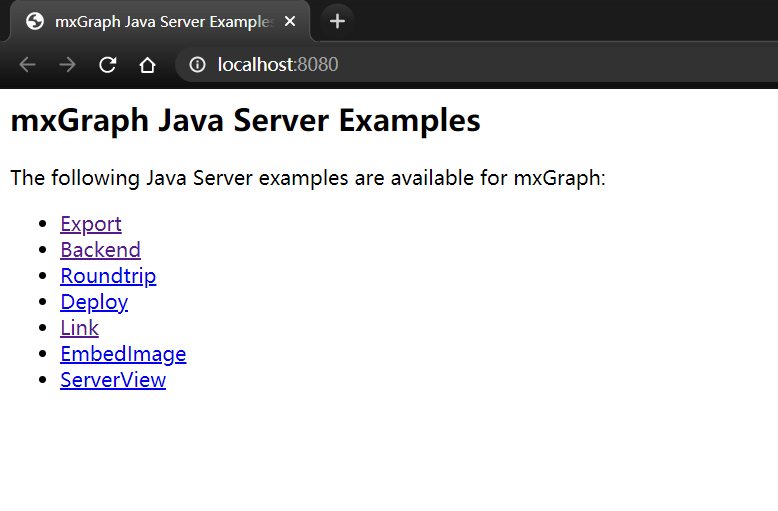 mxGraph Java Server Example
localhost:8080
mxGraph Java Server Examples
The following Java Server examples are available for mxGraph:
Export
Backend
Roundtrip
Deploy
Link
EmbedImage
ServerView